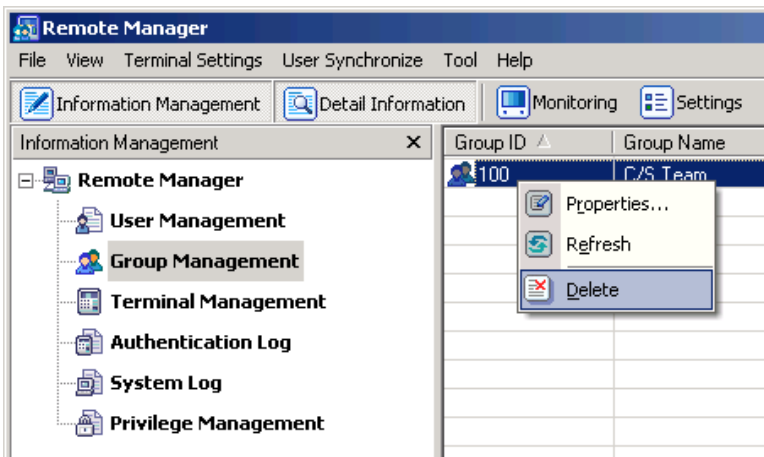 Remote Manager
File View Terminal Settings User Synchronize Tool Help
Information Management Detail Information Monitoring Settings
Information Management
Group ID Group Name
Remote Manager
100 C/S Team
User Management
Properties...
Group Management
Refresh
Terminal Management
Delete
Authentication Log
System Log
Privilege Management